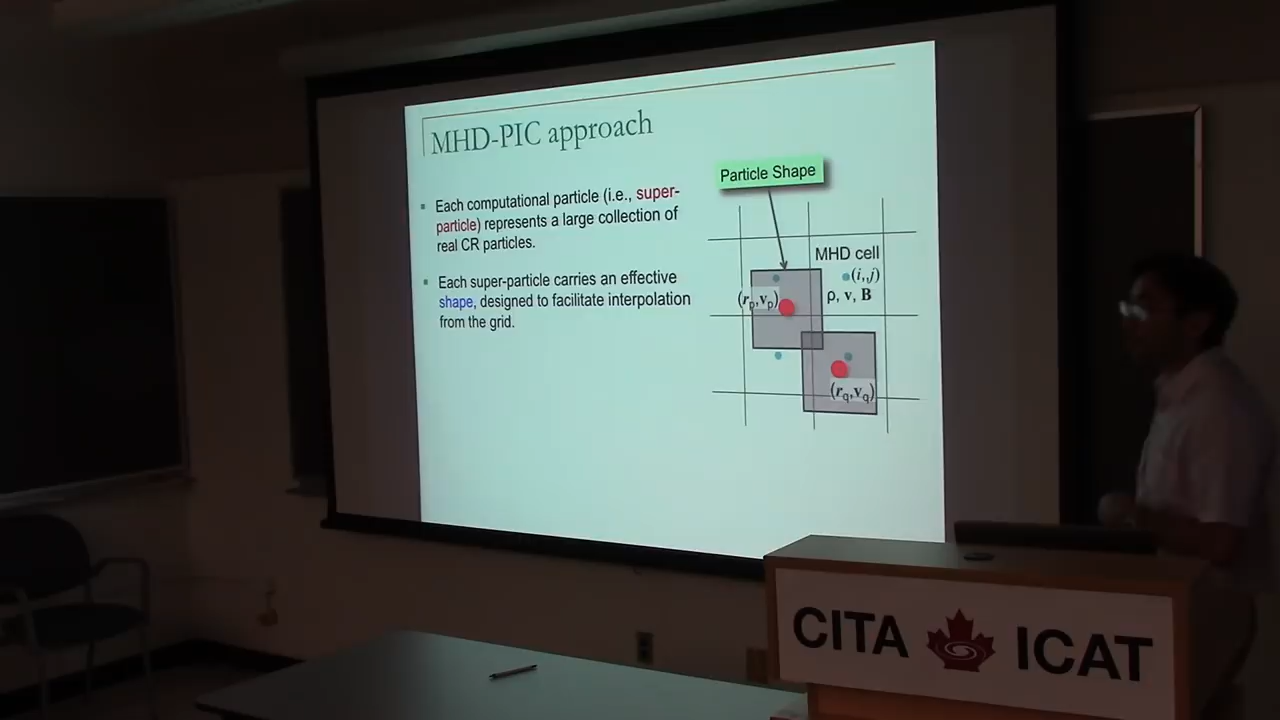 MHD-PIC approach
Each computational particle (i.e., super-
particle) represents a large collection of
real CR particles.
Each super-particle carries an effective
shape, designed to facilitate interpolation
from the grid.
Particle Shape
MHD cell
(i,,j)
ρ, v, B
(rp,vp)
(rq,vq)
CITA ICAT